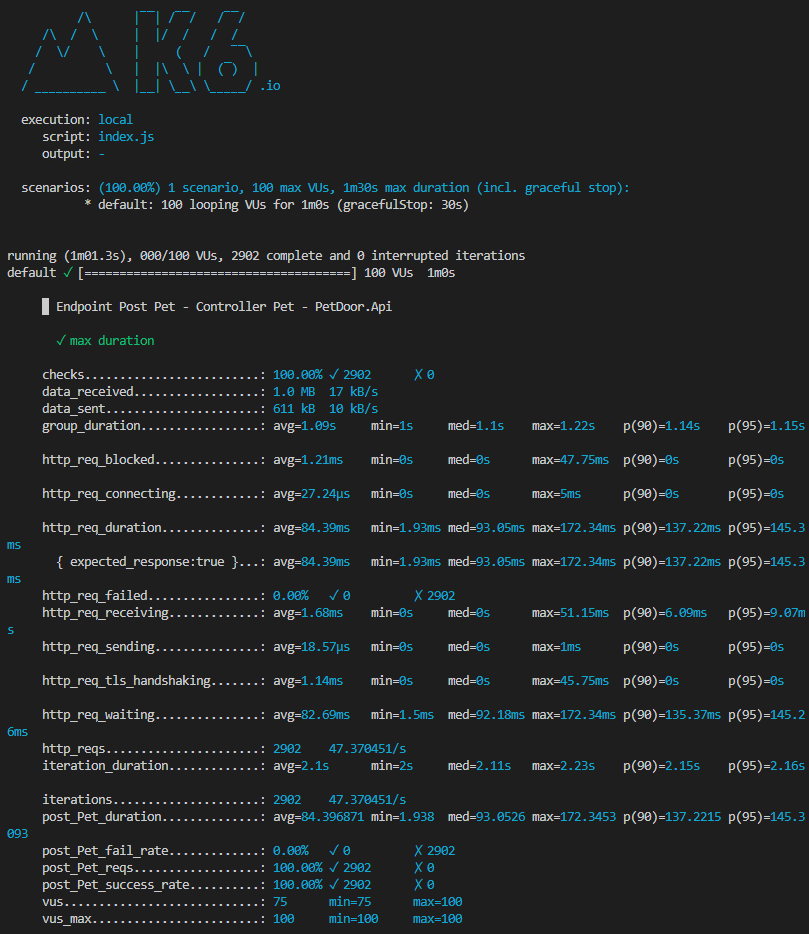 /\      |‾‾| /‾‾/   /‾‾/
     /\  /  \     |  |/  /   /  /
    /  \/    \    |     (   /   ‾‾\
   /          \   |  |\  \ |  (‾)  |
  / __________ \  |__| \__\ \_____/ .io
execution: local
script: index.js
output: -
scenarios: (100.00%) 1 scenario, 100 max VUs, 1m30s max duration (incl. graceful stop):
* default: 100 looping VUs for 1m0s (gracefulStop: 30s)
running (1m01.3s), 000/100 VUs, 2902 complete and 0 interrupted iterations
default ✓ [======================================] 100 VUs  1m0s
█ Endpoint Post Pet - Controller Pet - PetDoor.Api
✓ max duration
checks.........................: 100.00% ✓ 2902      ✗ 0
data_received..................: 1.0 MB  17 kB/s
data_sent......................: 611 kB  10 kB/s
group_duration.................: avg=1.09s     min=1s     med=1.1s    max=1.22s    p(90)=1.14s    p(95)=1.15s
http_req_blocked...............: avg=1.21ms    min=0s     med=0s      max=47.75ms  p(90)=0s       p(95)=0s
http_req_connecting............: avg=27.24µs   min=0s     med=0s      max=5ms      p(90)=0s       p(95)=0s
http_req_duration..............: avg=84.39ms   min=1.93ms med=93.05ms max=172.34ms p(90)=137.22ms p(95)=145.3
ms
{ expected_response:true }...: avg=84.39ms   min=1.93ms med=93.05ms max=172.34ms p(90)=137.22ms p(95)=145.3
ms
http_req_failed................: 0.00%   ✓ 0         ✗ 2902
http_req_receiving.............: avg=1.68ms    min=0s     med=0s      max=51.15ms  p(90)=6.09ms   p(95)=9.07m
s
http_req_sending...............: avg=18.57µs   min=0s     med=0s      max=1ms      p(90)=0s       p(95)=0s
http_req_tls_handshaking.......: avg=1.14ms    min=0s     med=0s      max=45.75ms  p(90)=0s       p(95)=0s
http_req_waiting...............: avg=82.69ms   min=1.5ms  med=92.18ms max=172.34ms p(90)=135.37ms p(95)=145.2
6ms
http_reqs......................: 2902    47.370451/s
iteration_duration.............: avg=2.1s      min=2s     med=2.11s   max=2.23s    p(90)=2.15s    p(95)=2.16s
iterations.....................: 2902    47.370451/s
post_Pet_duration..............: avg=84.396871 min=1.938  med=93.0526 max=172.3453 p(90)=137.2215 p(95)=145.3
093
post_Pet_fail_rate.............: 0.00%   ✓ 0         ✗ 2902
post_Pet_reqs..................: 100.00% ✓ 2902      ✗ 0
post_Pet_success_rate..........: 100.00% ✓ 2902      ✗ 0
vus............................: 75      min=75      max=100
vus_max........................: 100     min=100     max=100